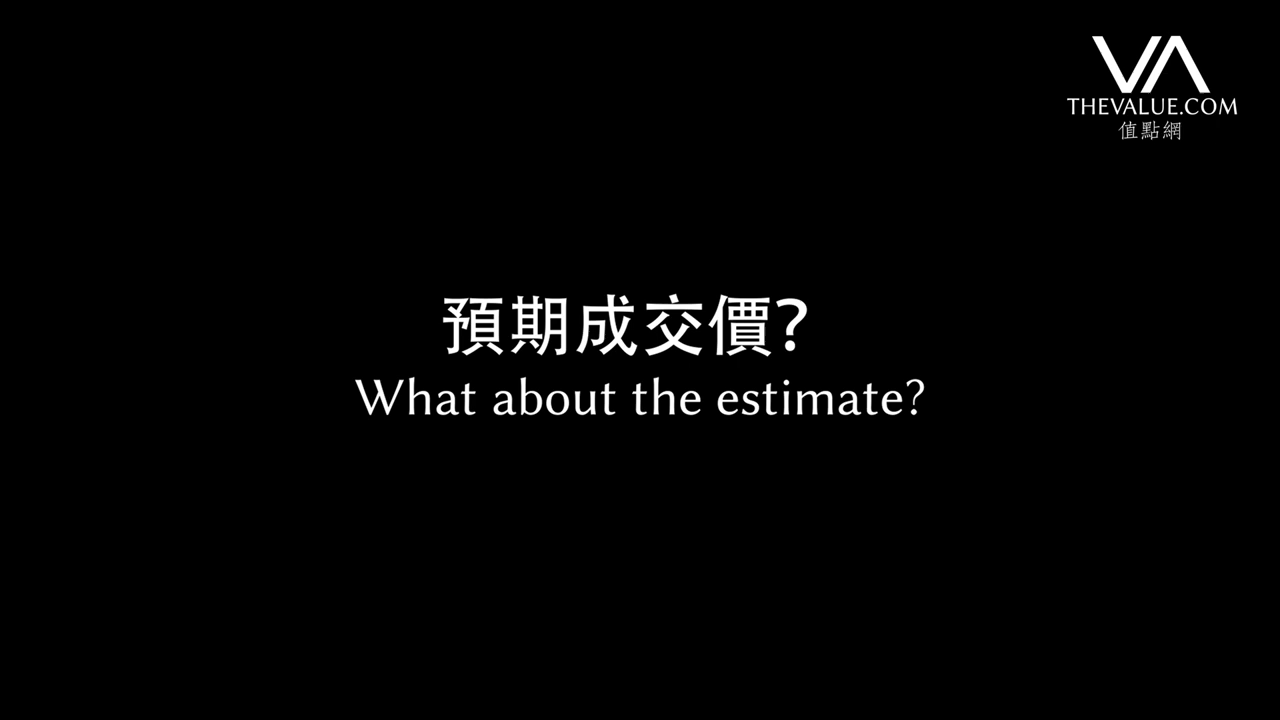 VA
THEVALUE.COM
值點網
預期成交價?
What about the estimate?